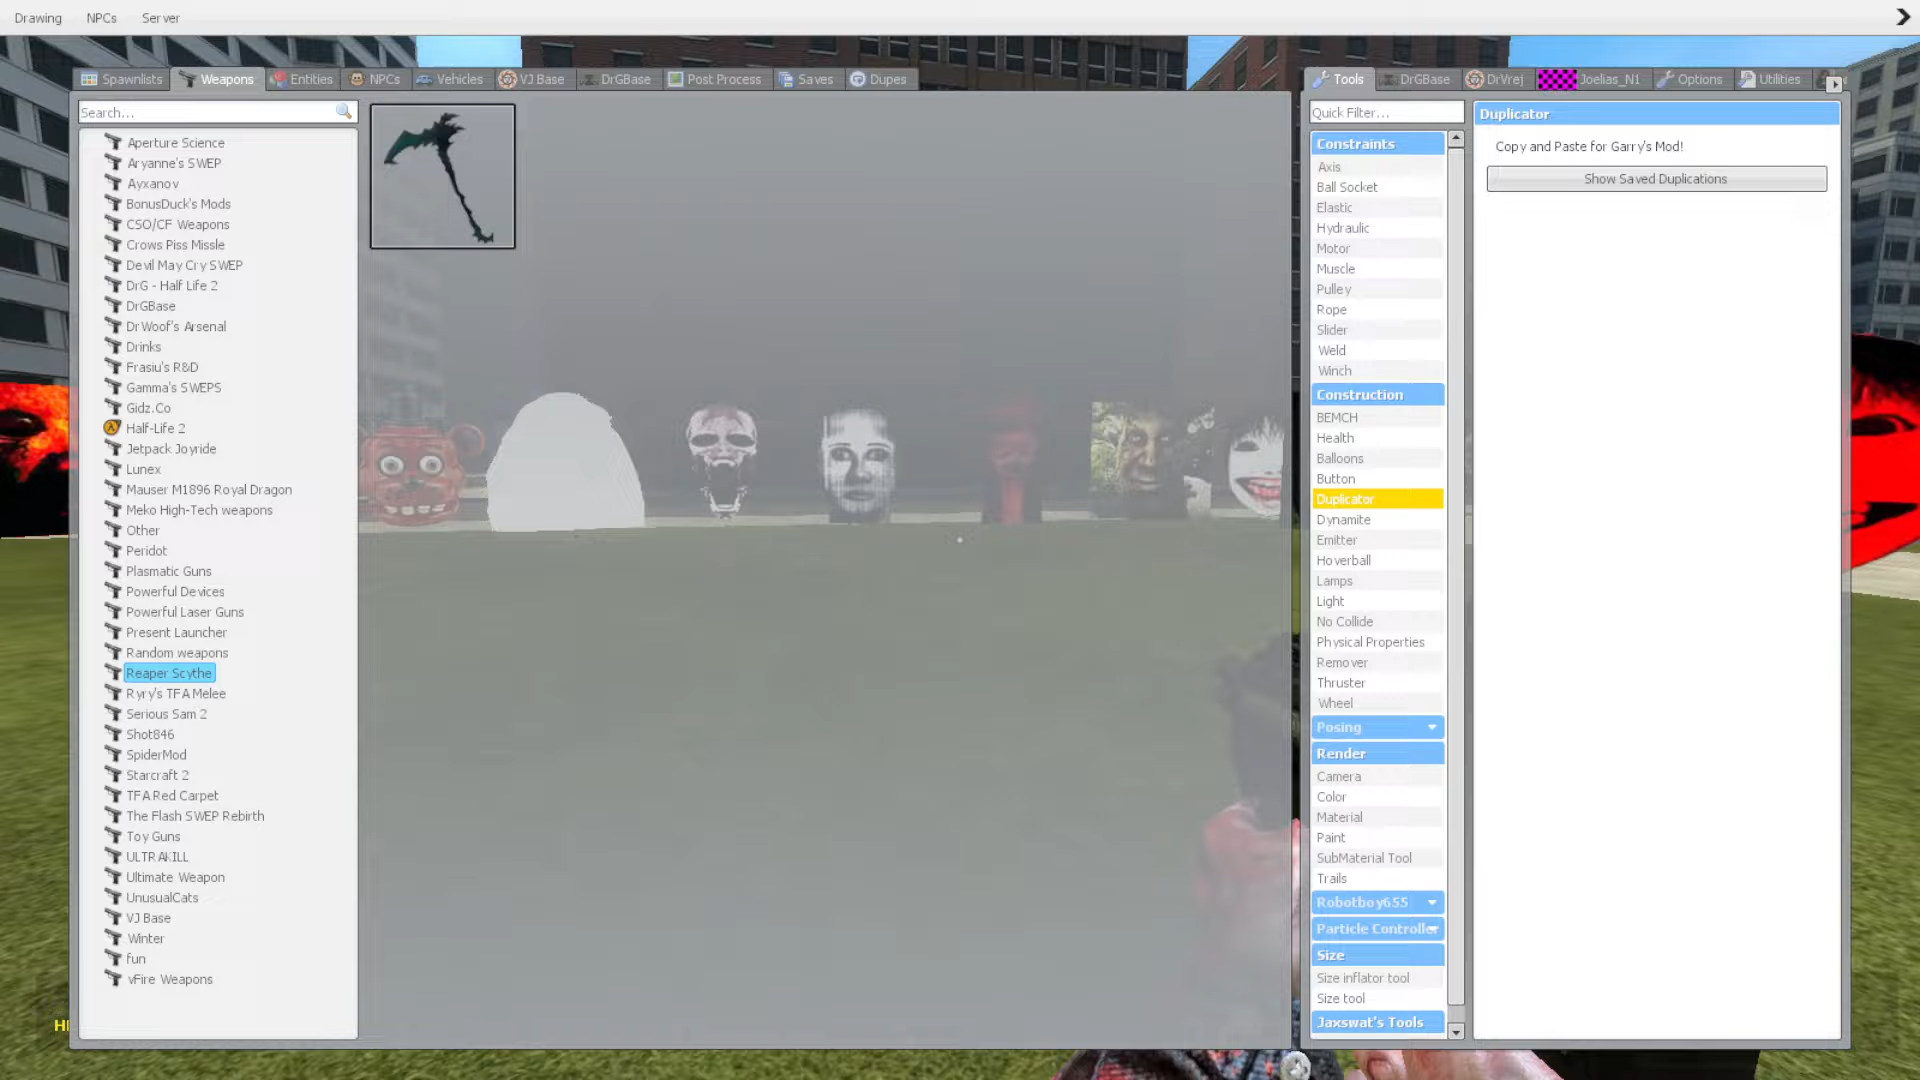 Drawing NPCs Server
Spawnlists Weapons Entities NPCs Vehicles VJ Base DrGBase Post Process Saves Dupes
Search...
Aperture Science
Aryanne's SWEP
Ayxanov
BonusDuck's Mods
CSO/CF Weapons
Crows Piss Missle
Devil May Cry SWEP
DrG - Half Life 2
DrGBase
DrWoof's Arsenal
Drinks
Frasiu's R&D
Gamma's SWEPS
Gidz.Co
Half-Life 2
Jetpack Joyride
Lunex
Mauser M1896 Royal Dragon
Meko High-Tech weapons
Other
Peridot
Plasmatic Guns
Powerful Devices
Powerful Laser Guns
Present Launcher
Random weapons
Reaper Scythe
Ryry's TFA Melee
Serious Sam 2
Shot846
SpiderMod
Starcraft 2
TFA Red Carpet
The Flash SWEP Rebirth
Toy Guns
ULTRAKILL
Ultimate Weapon
UnusualCats
VJ Base
Winter
fun
vFire Weapons
Tools DrGBase DrVrej Joelias_N1 Options Utilities
Quick Filter...
Constraints
Axis
Ball Socket
Elastic
Hydraulic
Motor
Muscle
Pulley
Rope
Slider
Weld
Winch
Construction
BEMCH
Health
Balloons
Button
Duplicator
Dynamite
Emitter
Hoverball
Lamps
Light
No Collide
Physical Properties
Remover
Thruster
Wheel
Posing
Render
Camera
Color
Material
Paint
SubMaterial Tool
Trails
Robotboy655
Particle Controller
Size
Size inflator tool
Size tool
Jaxswat's Tools
Duplicator
Copy and Paste for Garry's Mod!
Show Saved Duplications